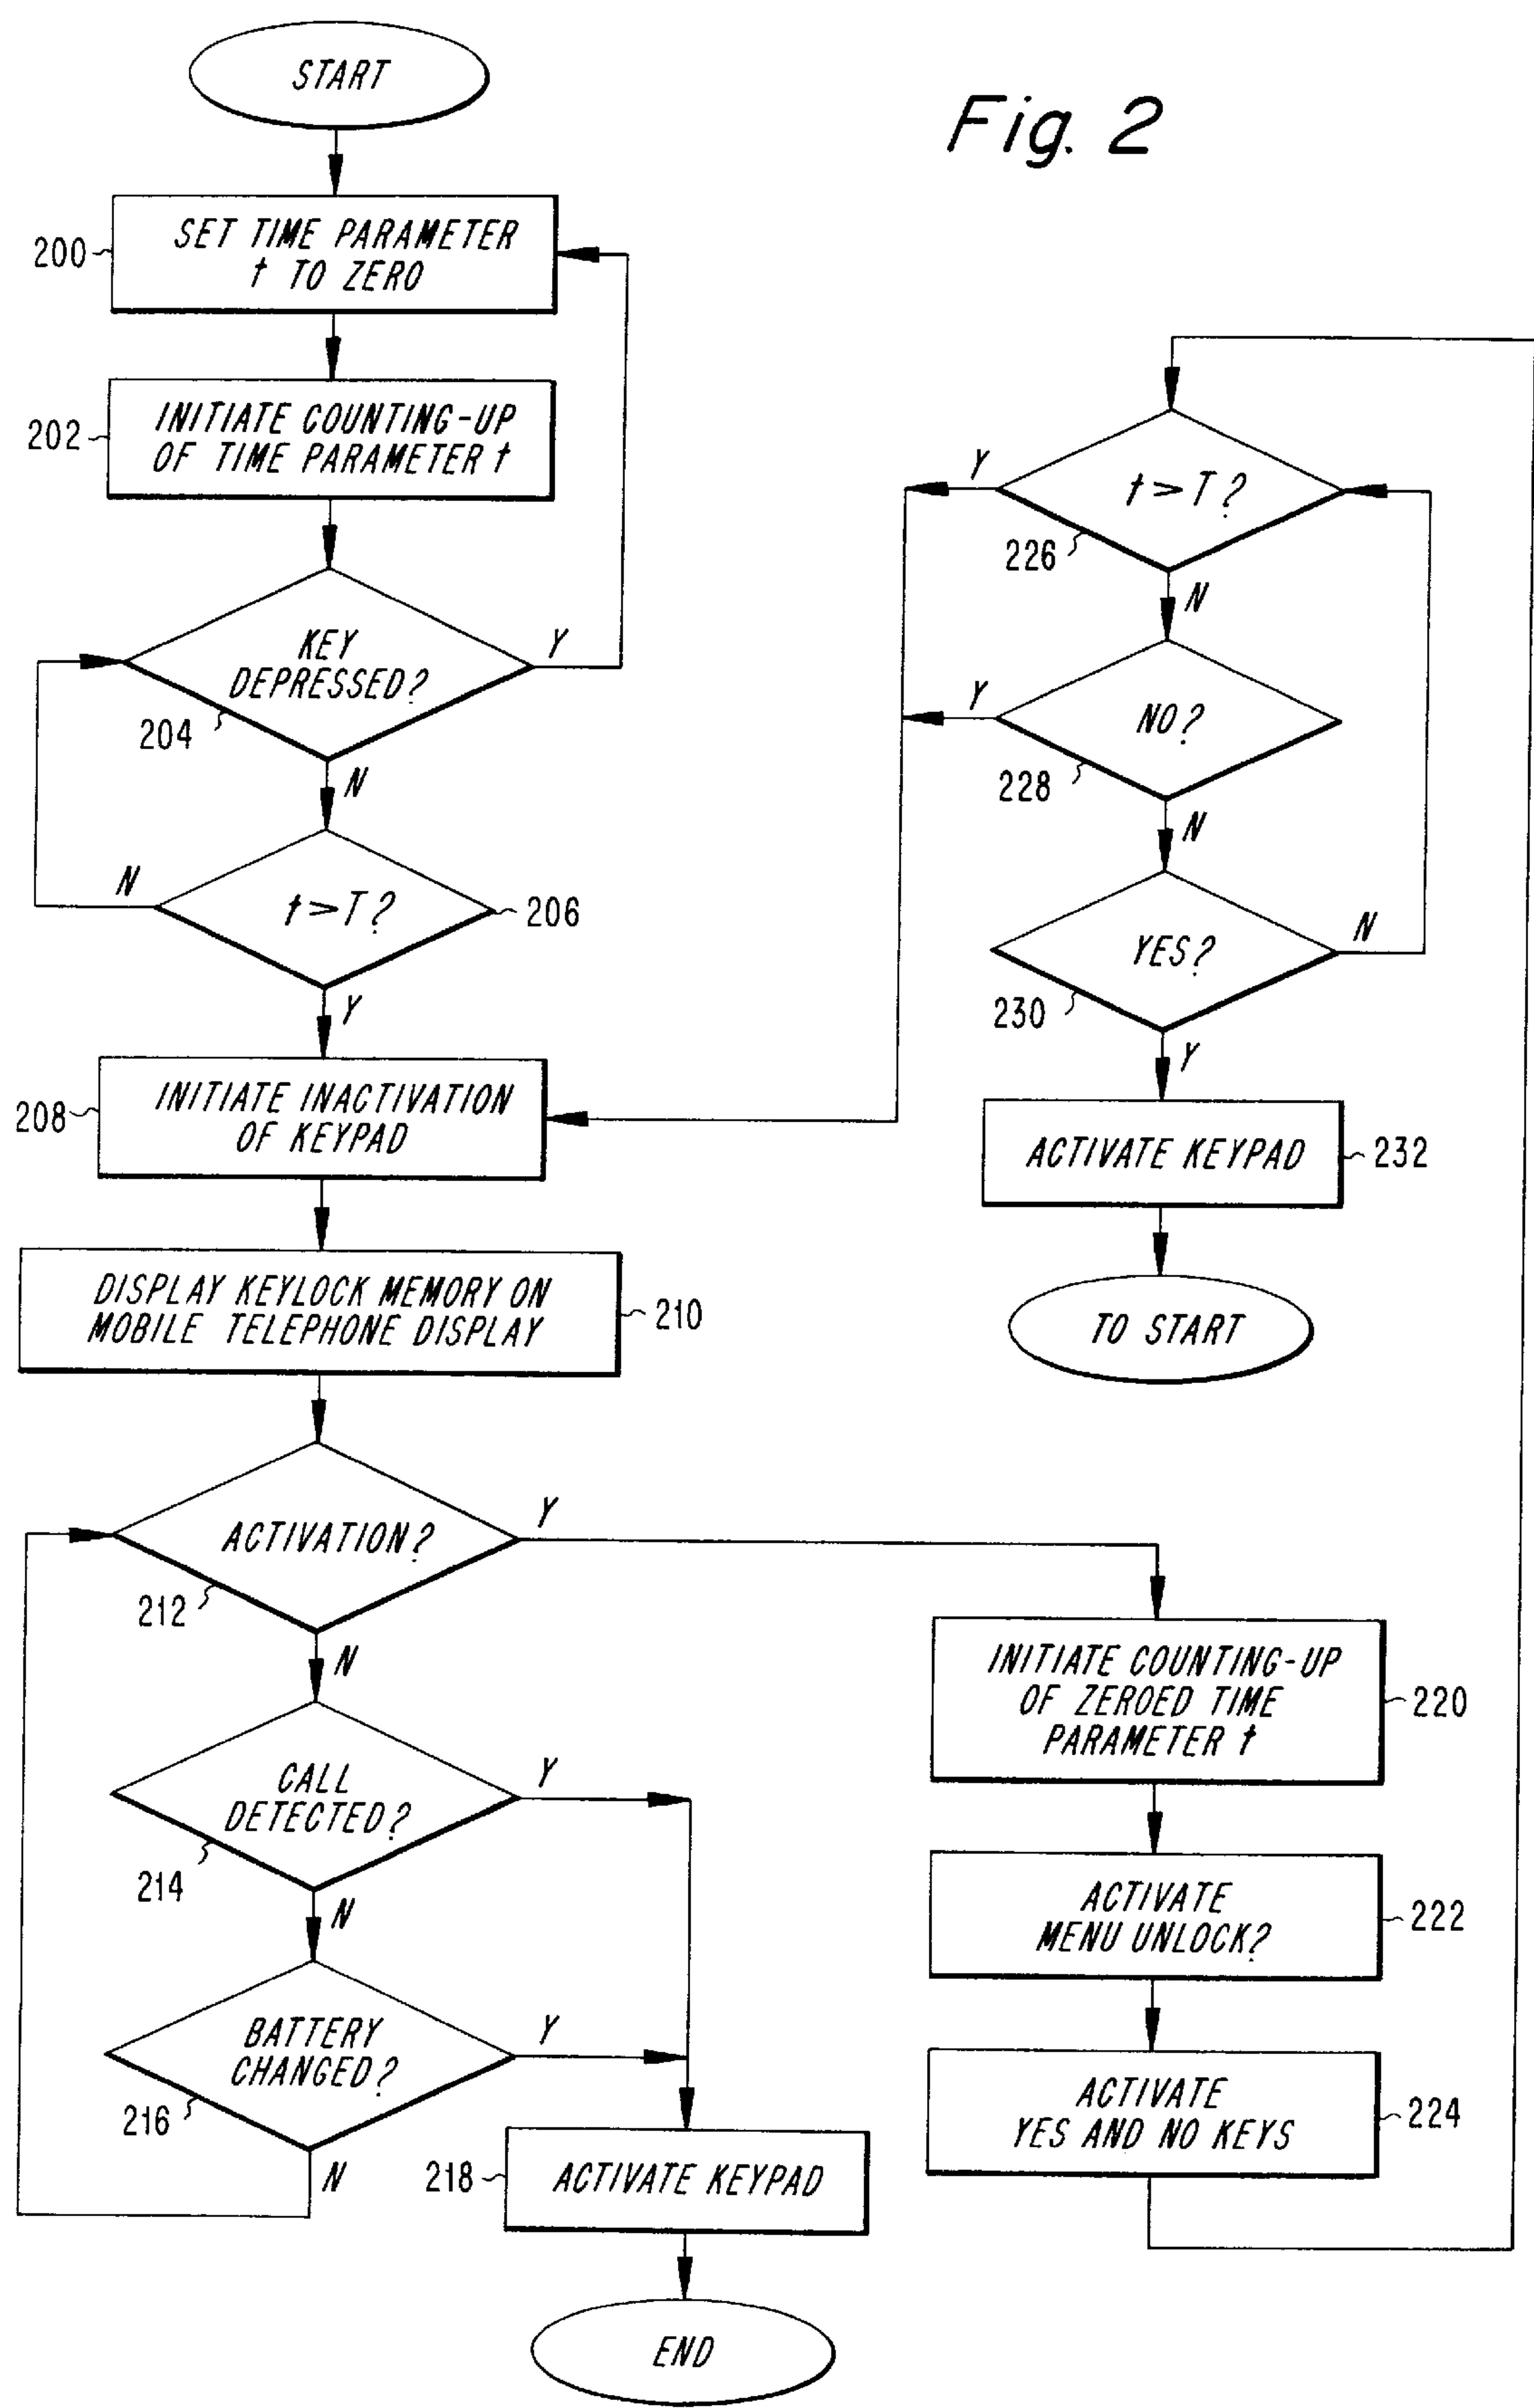 Fig. 2
START
200
SET TIME PARAMETER
t TO ZERO
202
INITIATE COUNTING-UP
OF TIME PARAMETER t
KEY
DEPRESSED?
Y
204
N
t > T?
206
N
Y
208
INITIATE INACTIVATION
OF KEYPAD
DISPLAY KEYLOCK MEMORY ON
MOBILE TELEPHONE DISPLAY
210
ACTIVATION?
Y
212
N
CALL
DETECTED?
Y
214
N
BATTERY
CHANGED?
Y
216
N
218
ACTIVATE KEYPAD
END
INITIATE COUNTING-UP
OF ZEROED TIME
PARAMETER t
220
ACTIVATE
MENU UNLOCK?
222
ACTIVATE
YES AND NO KEYS
224
t > T?
Y
226
N
NO?
Y
228
N
YES?
N
230
Y
ACTIVATE KEYPAD
232
TO START